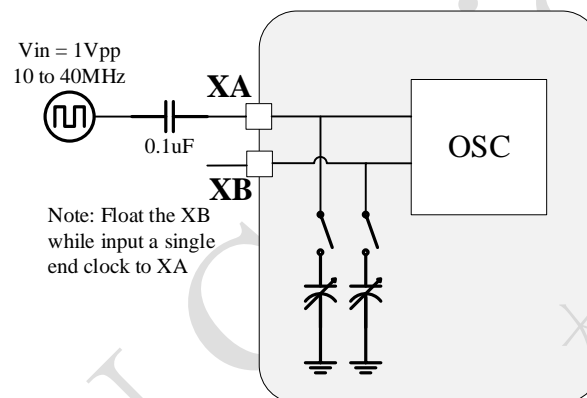 Vin = 1Vpp
10 to 40MHz
XA
0.1uF
OSC
XB
Note: Float the XB
while input a single
end clock to XA